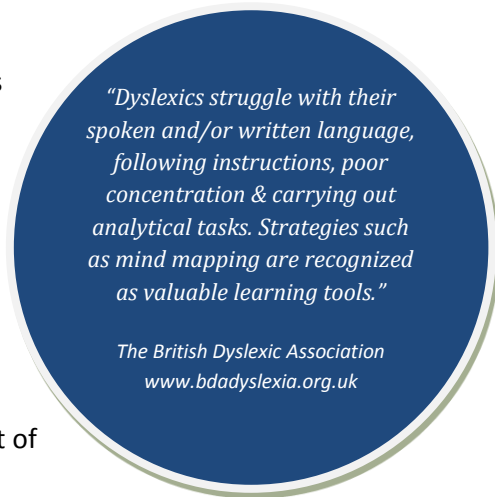 s
“Dyslexics struggle with their
spoken and/or written language,
following instructions, poor
concentration & carrying out
analytical tasks. Strategies such
as mind mapping are recognized
as valuable learning tools.”
The British Dyslexic Association
www.bdadyslexia.org.uk
t of